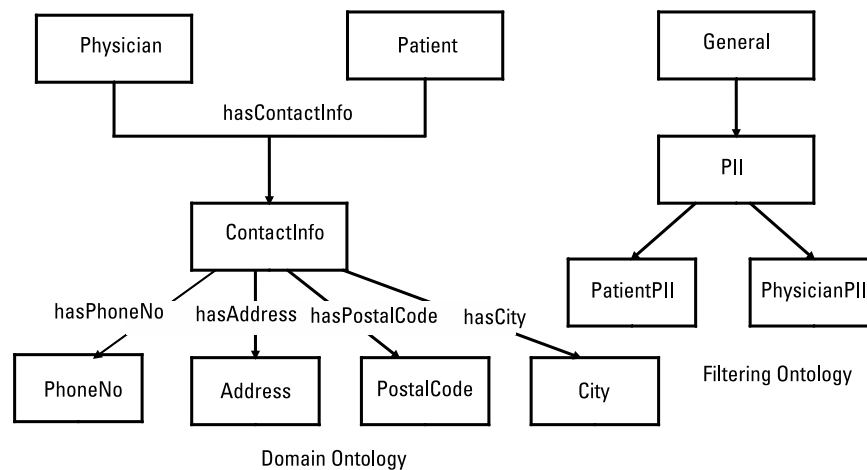 Physician
Patient
General
hasContactInfo
PII
ContactInfo
PatientPII
PhysicianPII
hasPhoneNo
hasAddress
hasPostalCode
hasCity
PhoneNo
Address
PostalCode
City
Filtering Ontology
Domain Ontology